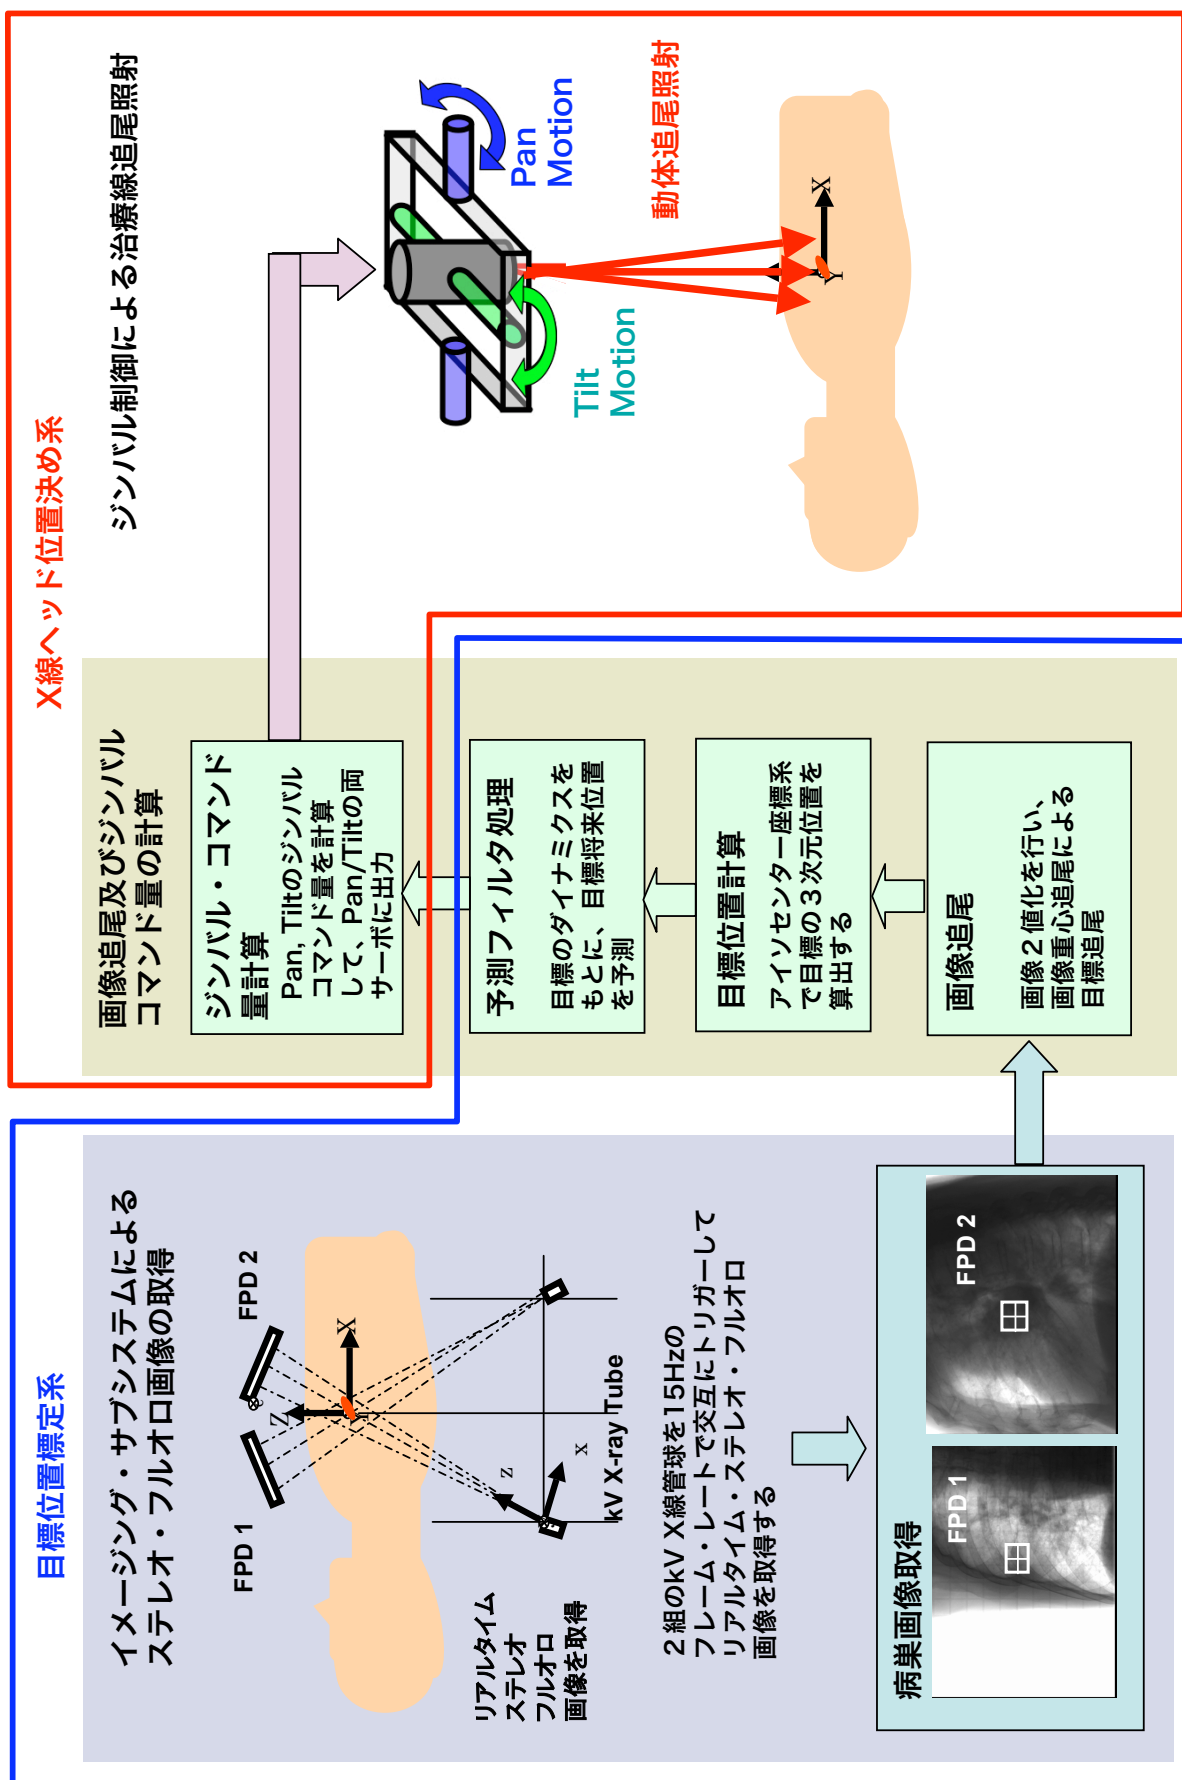 目標位置標定系
イメージング・サブシステムによる
ステレオ・フルオロ画像の取得
FPD 1
FPD 2
Z
X
z
x
kV X-ray Tube
リアルタイム
ステレオ
フルオロ
画像を取得
2組のkV X線管球を15Hzの
フレーム・レートで交互にトリガーして
リアルタイム・ステレオ・フルオロ
画像を取得する
病巣画像取得
FPD 1
FPD 2
X線ヘッド位置決め系
画像追尾及びジンバル
コマンド量の計算
ジンバル・コマンド
量計算
Pan, Tiltのジンバル
コマンド量を計算
して、Pan/Tiltの両
サーボに出力
予測フィルタ処理
目標のダイナミクスを
もとに、目標将来位置
を予測
目標位置計算
アイソセンター座標系
で目標の3次元位置を
算出する
画像追尾
画像2値化を行い、
画像重心追尾による
目標追尾
ジンバル制御による治療線追尾照射
Pan
Motion
Tilt
Motion
動体追尾照射
X
Y